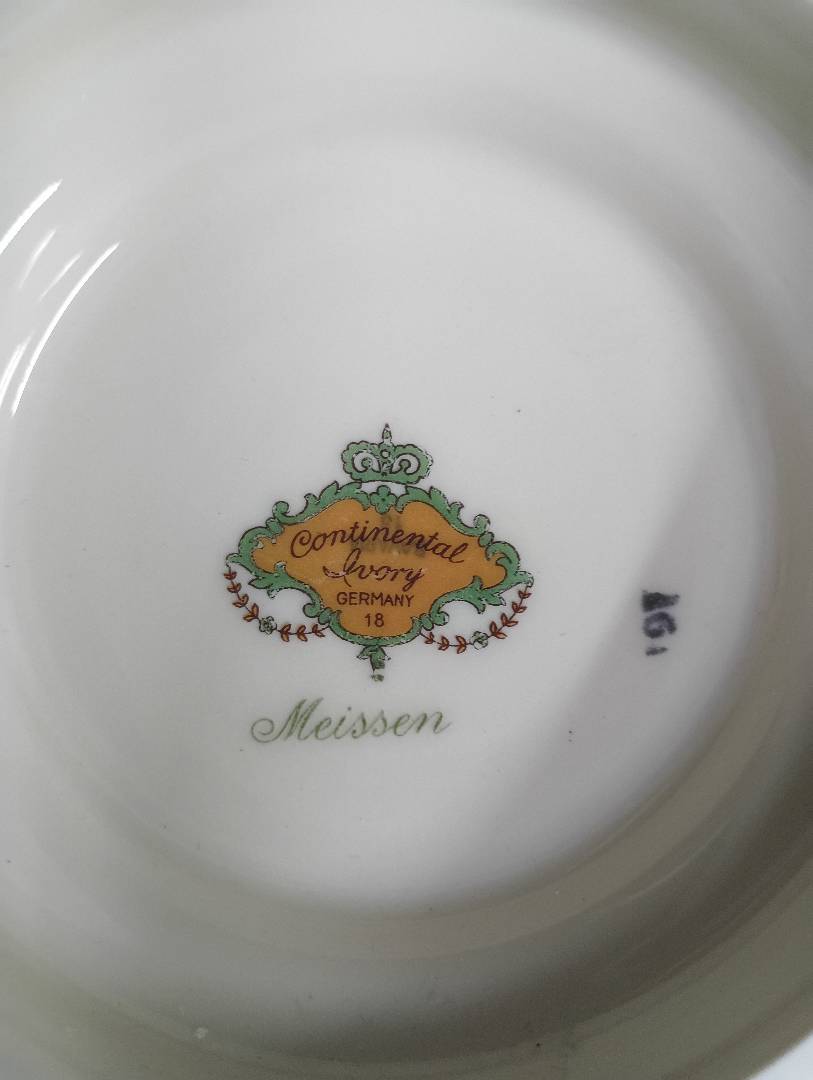 Continental
Ivory
GERMANY
18
Meissen